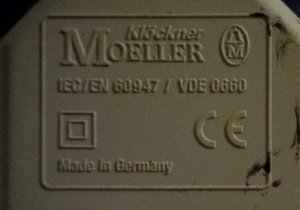 Klöckner
MOELLER
IEC/EN 60947 / VDE 0660
CE
Made in Germany